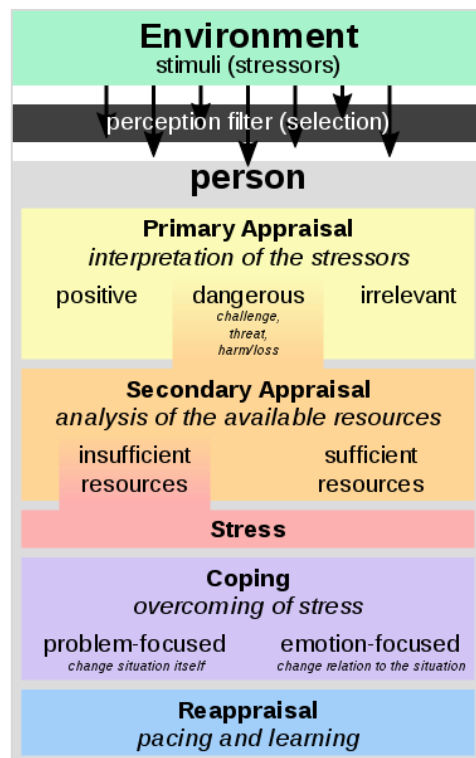 Environment
stimuli (stressors)
perception filter (selection)
person
Primary Appraisal
interpretation of the stressors
positive dangerous irrelevant
challenge,
threat,
harm/loss
Secondary Appraisal
analysis of the available resources
insufficient sufficient
resources resources
Stress
Coping
overcoming of stress
problem-focused emotion-focused
change situation itself change relation to the situation
Reappraisal
pacing and learning